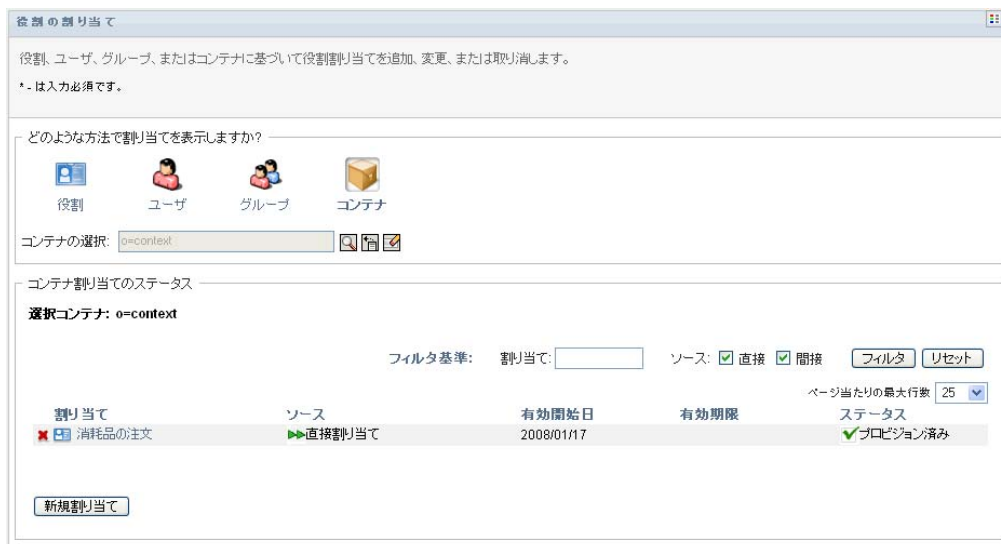 役割の割り当て
役割、ユーザ、グループ、またはコンテナに基づいて役割割り当てを追加、変更、または取り消します。
* - は入力必須です。
どのような方法で割り当てを表示しますか?
役割 ユーザ グループ コンテナ
コンテナの選択: o=context
コンテナ割り当てのステータス
選択コンテナ: o=context
フィルタ基準: 割り当て: ソース: 直接 間接 フィルタ リセット
ページ当たりの最大行数 25
割り当て ソース 有効開始日 有効期限 ステータス
消耗品の注文 直接割り当て 2008/01/17 プロビジョン済み
新規割り当て